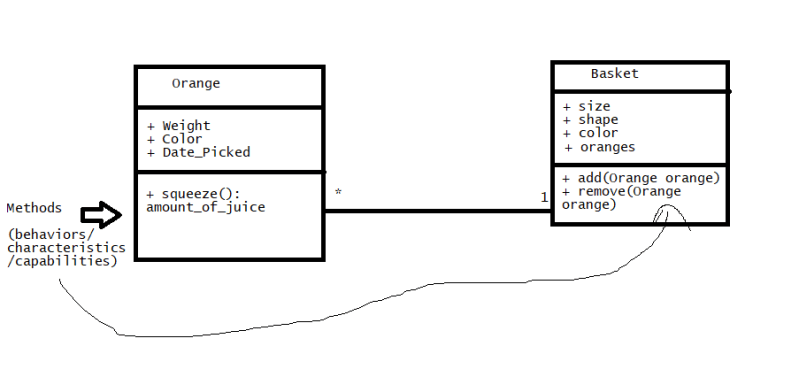 Orange
+ Weight
+ Color
+ Date_Picked
+ squeeze():
amount_of_juice
Methods
(behaviors/
characteristics
/capabilities)
*
1
Basket
+ size
+ shape
+ color
+ oranges
+ add(Orange orange)
+ remove(Orange
orange)